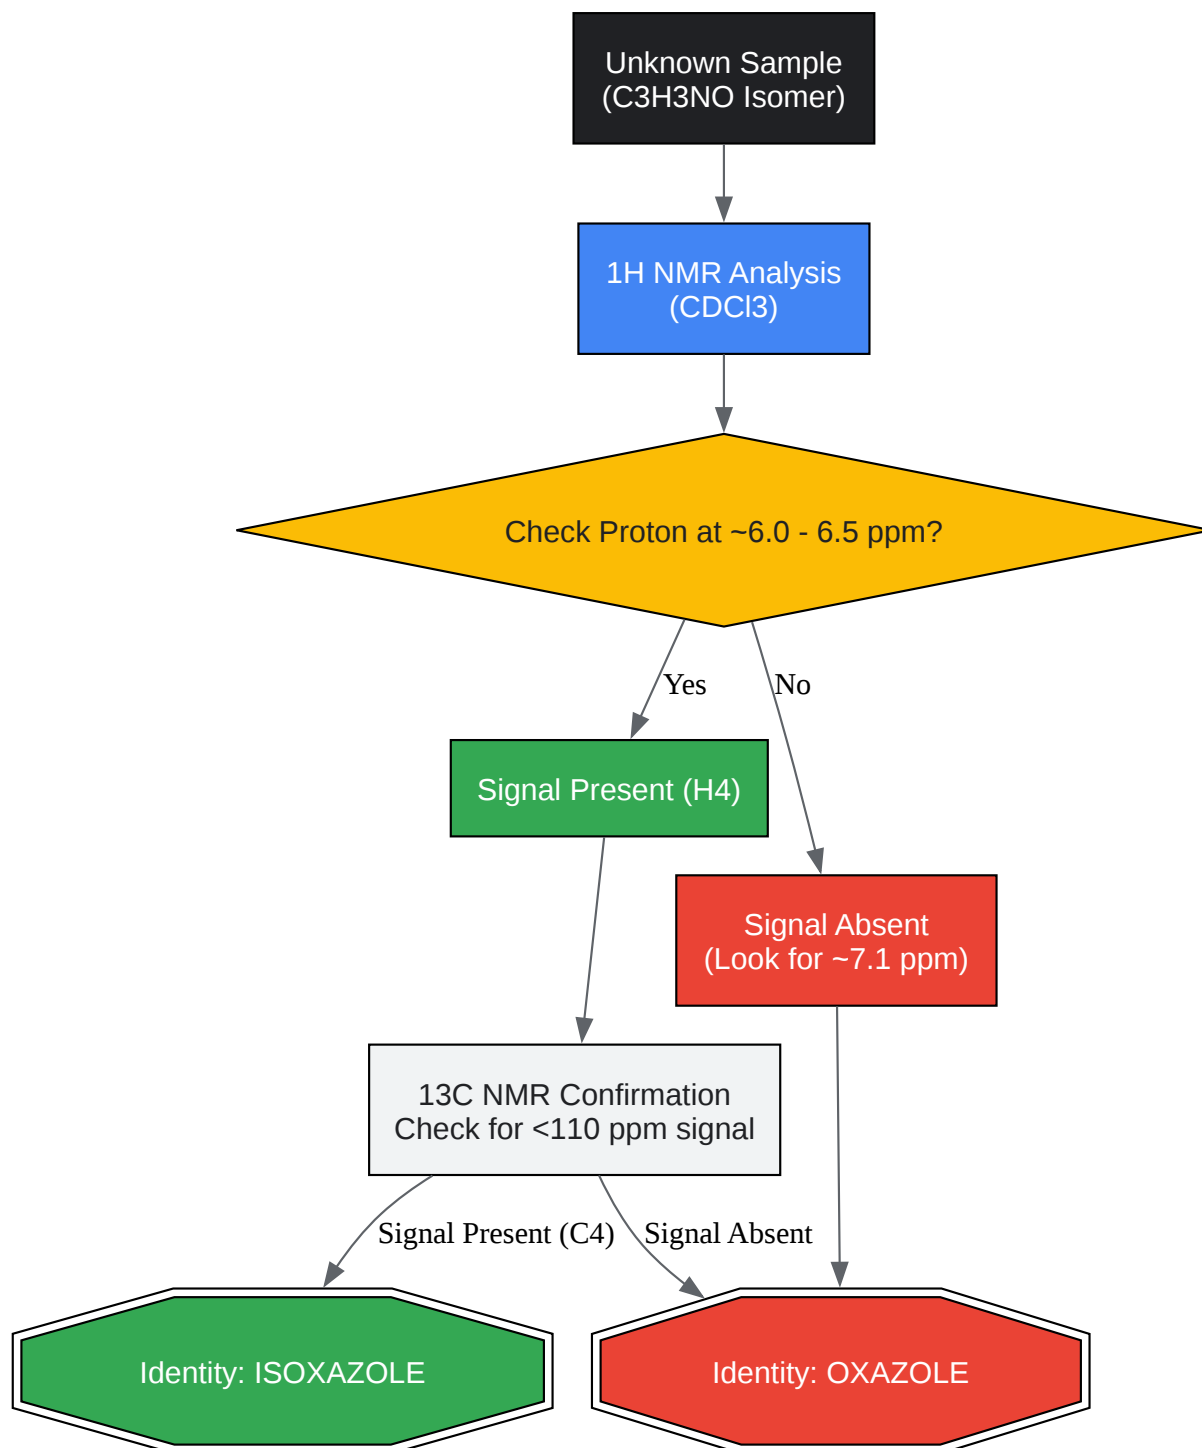 Unknown Sample
(C3H3NO Isomer)
1H NMR Analysis
(CDCl3)
Check Proton at ~6.0 - 6.5 ppm?
Yes
No
Signal Present (H4)
Signal Absent
(Look for ~7.1 ppm)
13C NMR Confirmation
Check for <110 ppm signal
Signal Present (C4)
Signal Absent
Identity: ISOXAZOLE
Identity: OXAZOLE